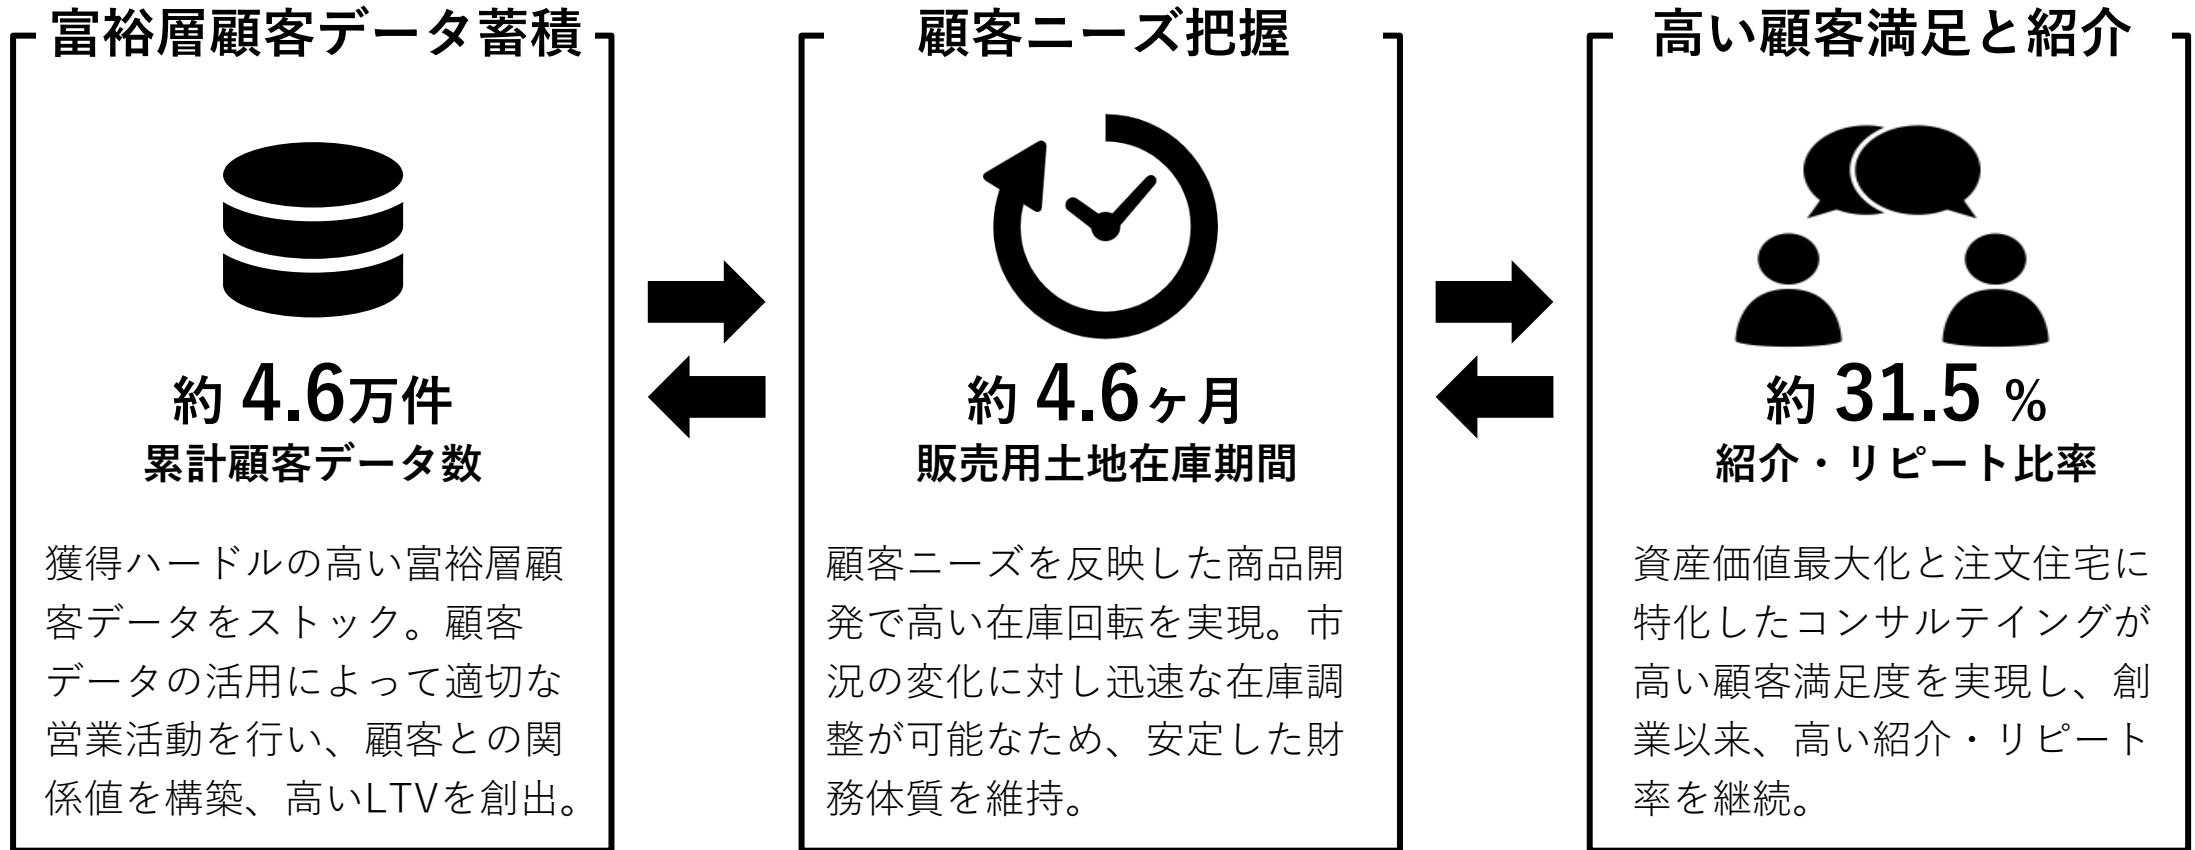 富裕層顧客データ蓄積
約 4.6万件
累計顧客データ数
獲得ハードルの高い富裕層顧
客データをストック。顧客
データの活用によって適切な
営業活動を行い、顧客との関
係値を構築、高いLTVを創出。
顧客ニーズ把握
約 4.6ヶ月
販売用土地在庫期間
顧客ニーズを反映した商品開
発で高い在庫回転を実現。市
況の変化に対し迅速な在庫調
整が可能なため、安定した財
務体質を維持。
高い顧客満足と紹介
約 31.5 %
紹介・リピート比率
資産価値最大化と注文住宅に
特化したコンサルテイングが
高い顧客満足度を実現し、創
業以来、高い紹介・リピート
率を継続。